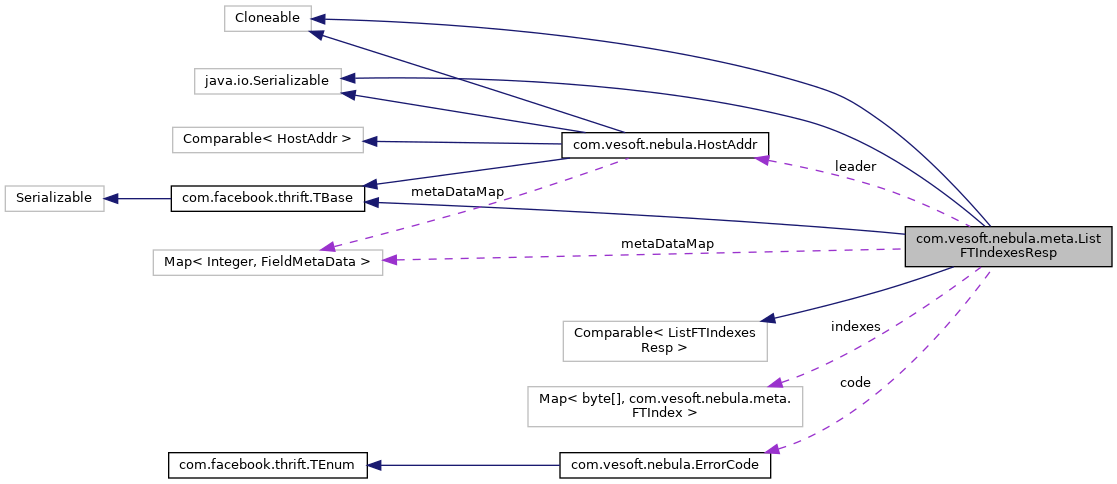 Cloneable
java.io.Serializable
Comparable< HostAddr >
com.vesoft.nebula.HostAddr
leader
metaDataMap
Serializable
com.facebook.thrift.TBase
metaDataMap
com.vesoft.nebula.meta.List
FTIndexesResp
Map< Integer, FieldMetaData >
Comparable< ListFTIndexes
Resp >
indexes
code
Map< byte[], com.vesoft.nebula.meta.
FTIndex >
com.facebook.thrift.TEnum
com.vesoft.nebula.ErrorCode